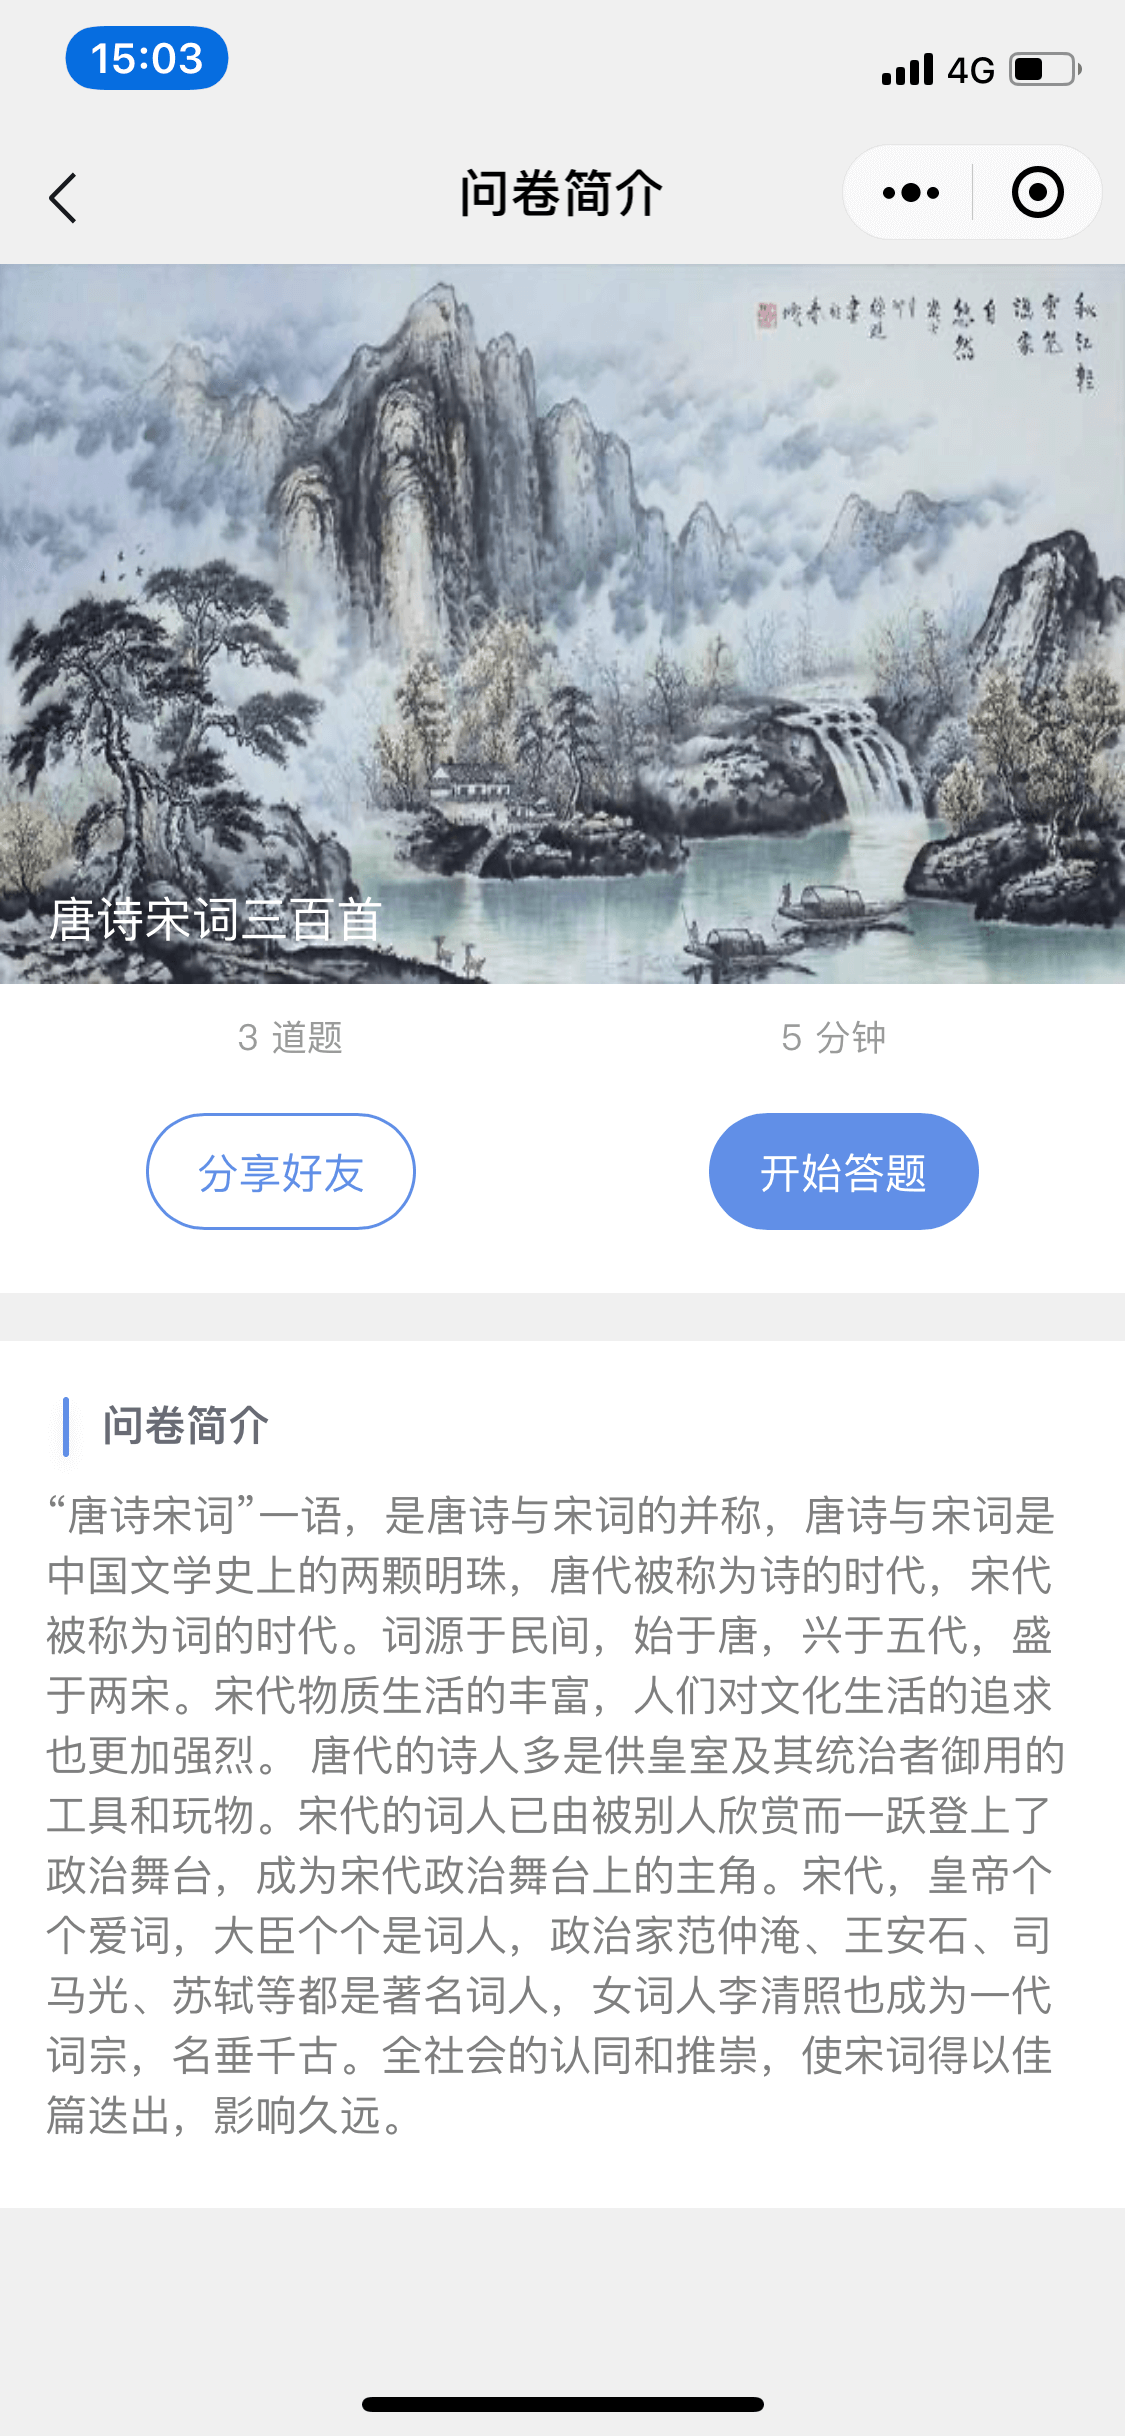 15:03
4G
问卷简介
唐诗宋词三百首
3 道题
5 分钟
分享好友
开始答题
问卷简介
“唐诗宋词”一语，是唐诗与宋词的并称，唐诗与宋词是
中国文学史上的两颗明珠，唐代被称为诗的时代，宋代
被称为词的时代。词源于民间，始于唐，兴于五代，盛
于两宋。宋代物质生活的丰富，人们对文化生活的追求
也更加强烈。 唐代的诗人多是供皇室及其统治者御用的
工具和玩物。宋代的词人已由被别人欣赏而一跃登上了
政治舞台，成为宋代政治舞台上的主角。宋代，皇帝个
个爱词，大臣个个是词人，政治家范仲淹、王安石、司
马光、苏轼等都是著名词人，女词人李清照也成为一代
词宗，名垂千古。全社会的认同和推崇，使宋词得以佳
篇迭出，影响久远。